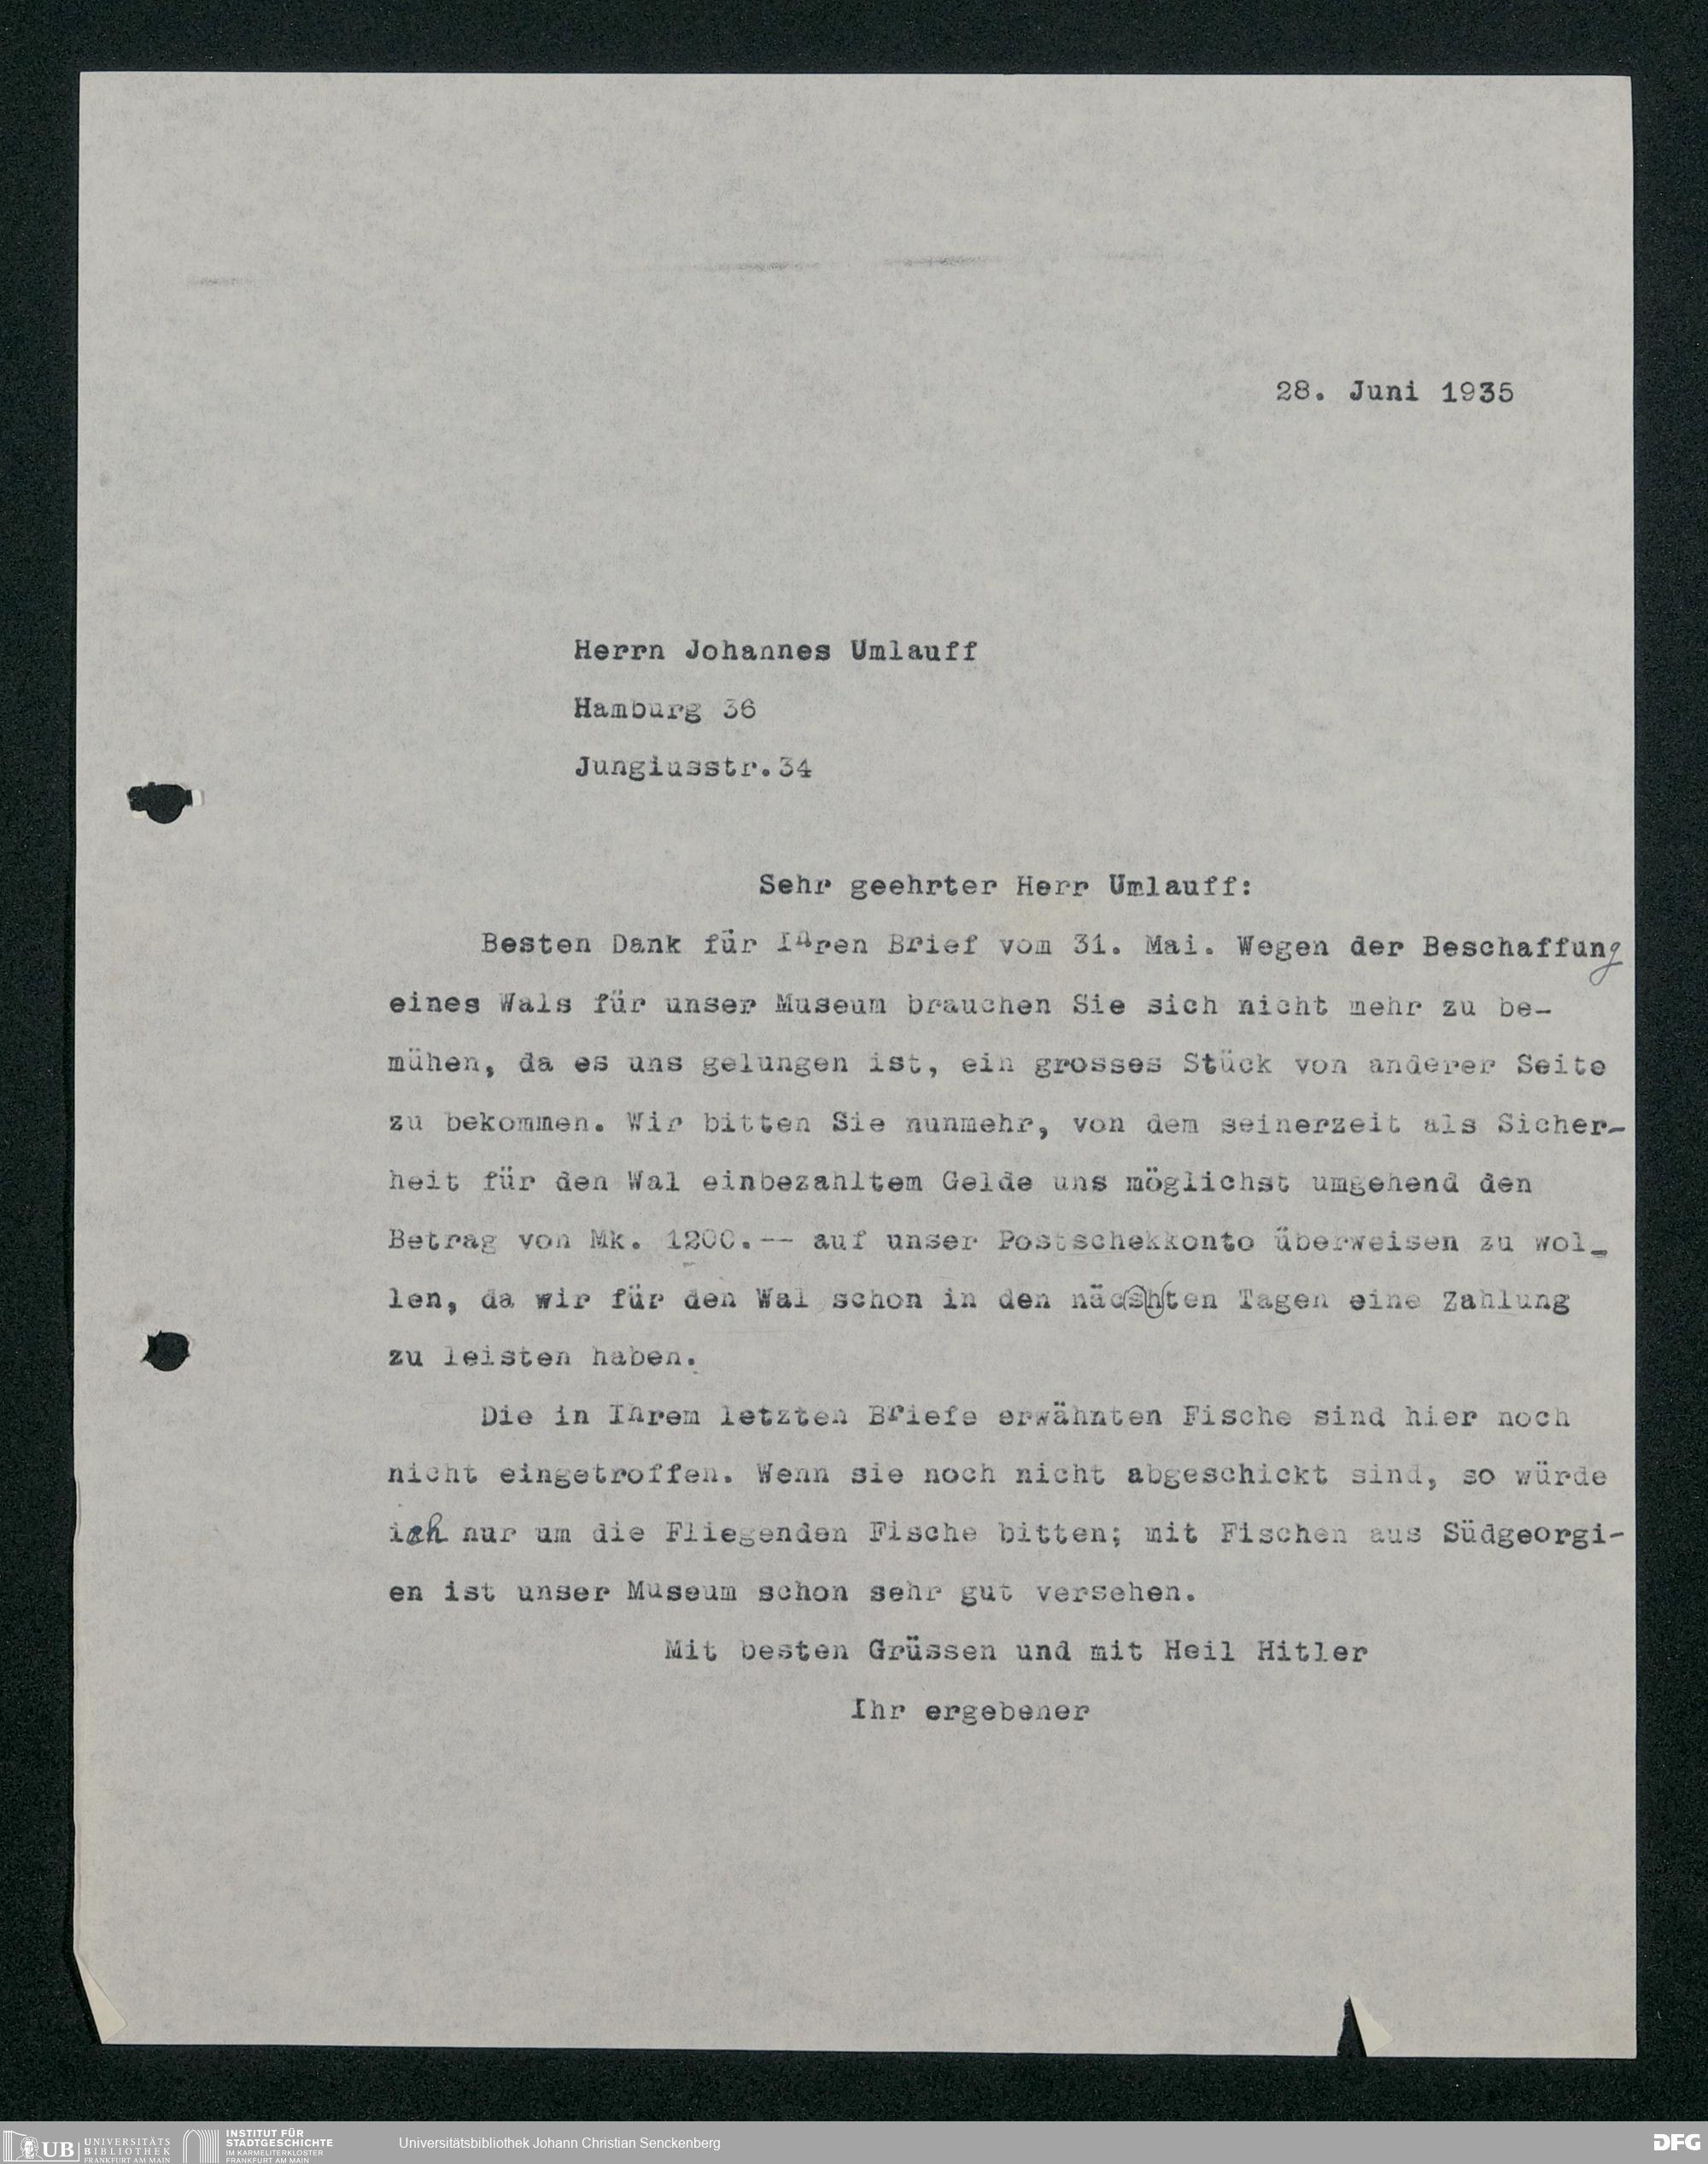 28. Juni 1935
Herrn Johannes Umlauff
Hamburg 36
Jungiusstr.34
Sehr geehrter Herr Umlauff:
Besten Dank für Ihren Brief vom 31. Mai. Wegen der Beschaffung
eines Wals für unser Museum brauchen Sie sich nicht mehr zu be-
mühen, da es uns gelungen ist, ein grosses Stück von anderer Seite
zu bekommen. Wir bitten Sie nunmehr, von dem seinerzeit als Sicher-
heit für den Wal einbezahltem Gelde uns möglichst umgehend den
Betrag von Mk. 1200.-- auf unser Postschekkonto überweisen zu wol-
len, da wir für den Wal schon in den näcshten Tagen eine Zahlung
zu leisten haben.
Die in Ihrem letzten Briefe erwähnten Fische sind hier noch
nicht eingetroffen. Wenn sie noch nicht abgeschickt sind, so würde
ich nur um die Fliegenden Fische bitten; mit Fischen aus Südgeorgi-
en ist unser Museum schon sehr gut versehen.
Mit besten Grüssen und mit Heil Hitler
Ihr ergebener
UB
UNIVERSITÄTS
BIBLIOTHEK
FRANKFURT AM MAIN
INSTITUT FÜR
STADTGESCHICHTE
IM KARMELITERKLOSTER
FRANKFURT AM MAIN
Universitätsbibliothek Johann Christian Senckenberg
DFG